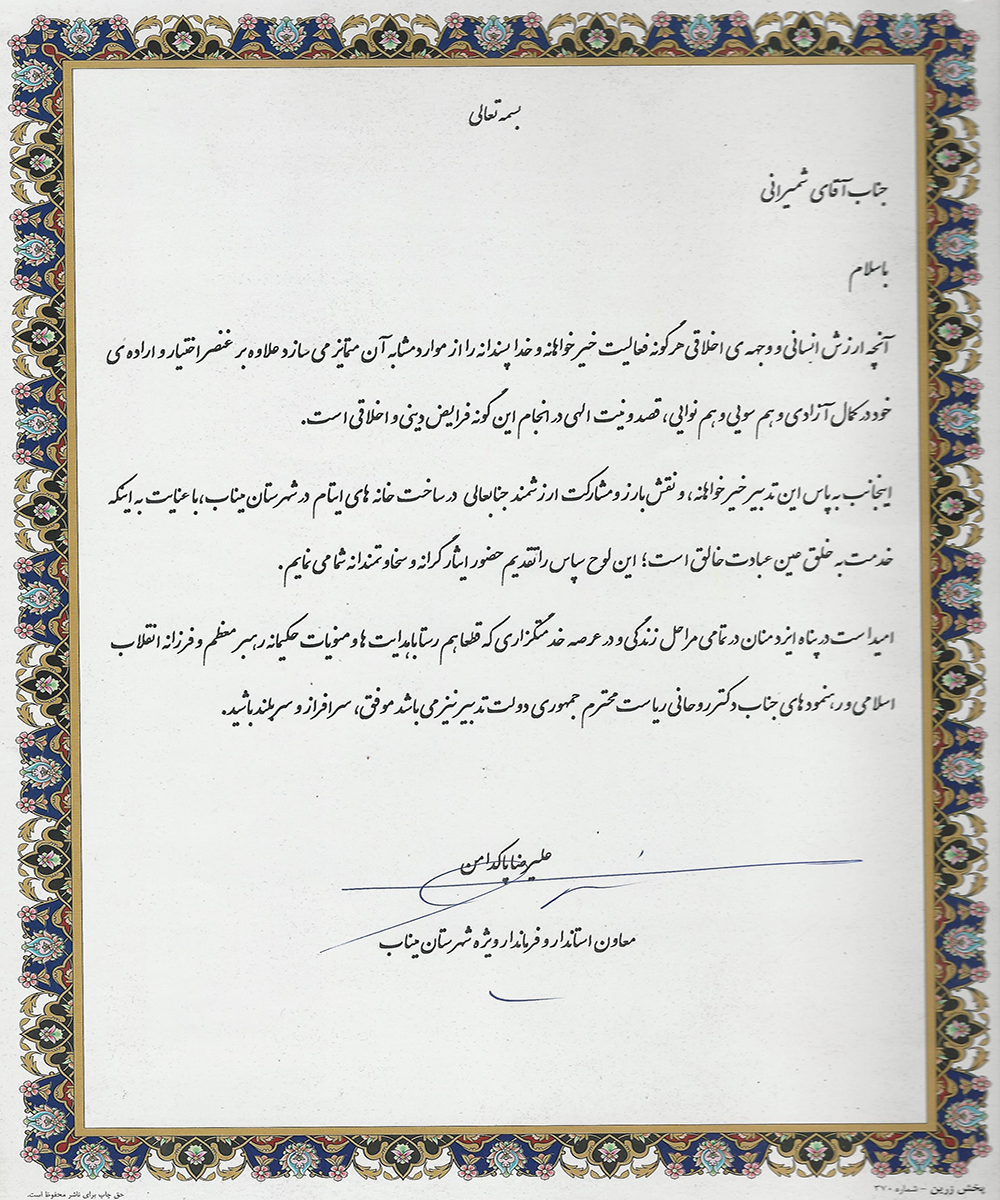 بسمه تعالی
جناب آقای شمیرانی
باسلام
آنچه ارزش انسانی و وجهه ی اخلاقی هرگونه فعالیت خیرخواهانه و خدا پسندانه را از موارد مشابه آن متمایز می سازد علاوه بر عنصر اختیار و اراده ی
خود در کمال آزادی و هم سویی و هم نوایی، قصد و نیت الهی در انجام این گونه فرایض دینی و اخلاقی است.
اینجانب به پاس این تدبیر خیرخواهانه، و نقش بارز و مشارکت ارزشمند جنابعالی در ساخت خانه های ایتام در شهرستان میناب، با عنایت به اینکه
خدمت به خلق عین عبادت خالق است؛ این لوح سپاس را تقدیم حضور ایثارگرانه و سخاوتمندانه شما می نمایم.
امید است در پناه ایزد منان در تمامی مراحل زندگی و در عرصه خدمتگزاری که قطعا هم رستا با هدایت ها و منویات حکیمانه رهبر معظم و فرزانه انقلاب
اسلامی و رهنمود های جناب دکتر روحانی ریاست محترم جمهوری دولت تدبیر نیز می باشد موفق، سرافراز و سربلند باشید.
علیرضا پاکدامن
معاون استاندار و فرماندار ویژه شهرستان میناب
حق چاپ برای ناشر محفوظ است.
پخش زرین - شماره ۳۷۰